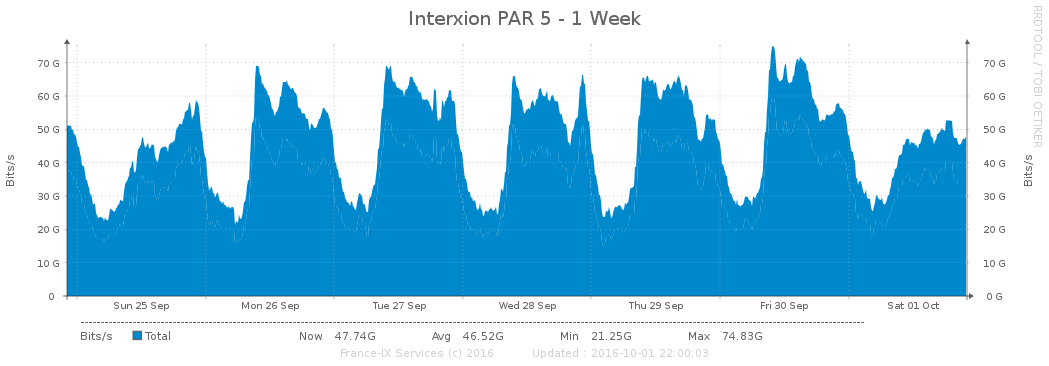 Interxion PAR 5 - 1 Week
RRDTOOL / TOBI OETIKER
Bits/s
70 G
60 G
50 G
40 G
30 G
20 G
10 G
0
70 G
60 G
50 G
40 G
30 G
20 G
10 G
0 G
Bits/s
Sun 25 Sep Mon 26 Sep Tue 27 Sep Wed 28 Sep Thu 29 Sep Fri 30 Sep Sat 01 Oct
Bits/s Total Now 47.74G Avg 46.52G Min 21.25G Max 74.83G
France-IX Services (c) 2016 Updated : 2016-10-01 22:00:03